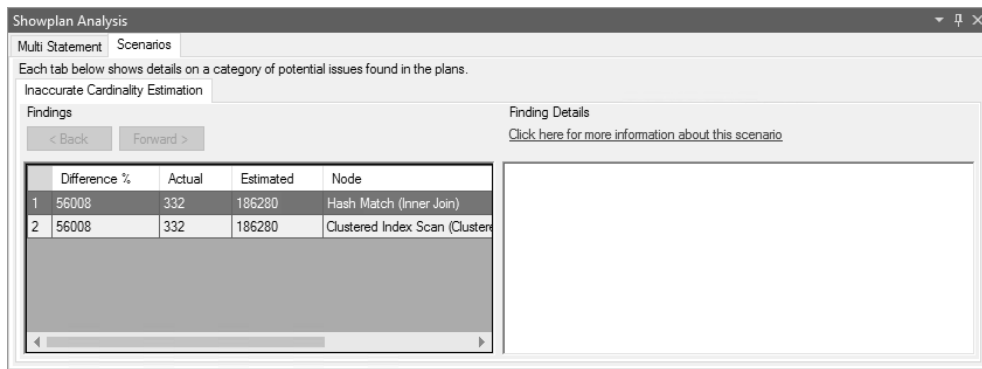 Showplan Analysis
Multi Statement Scenarios
Each tab below shows details on a category of potential issues found in the plans.
Inaccurate Cardinality Estimation
Findings
< Back Forward >
Finding Details
Click here for more information about this scenario
Difference % Actual Estimated Node
1 56008 332 186280 Hash Match (Inner Join)
2 56008 332 186280 Clustered Index Scan (Clustere